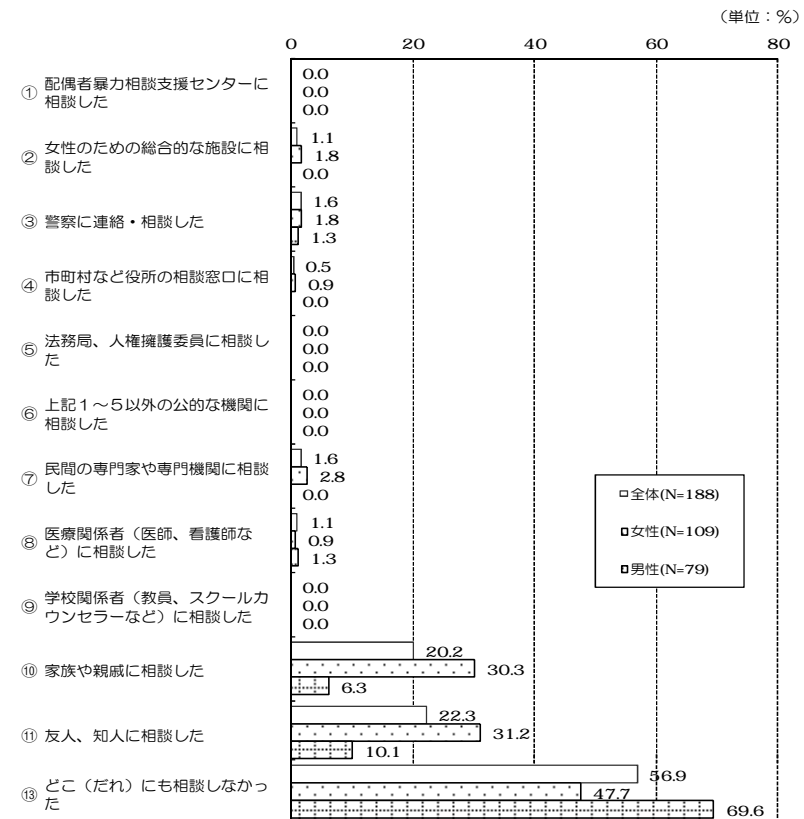 （単位：％）
0 20 40 60 80
① 配偶者暴力相談支援センターに
相談した
0.0
0.0
0.0
② 女性のための総合的な施設に相
談した
1.1
1.8
0.0
③ 警察に連絡・相談した
1.6
1.8
1.3
④ 市町村など役所の相談窓口に相
談した
0.5
0.9
0.0
⑤ 法務局、人権擁護委員に相談し
た
0.0
0.0
0.0
⑥ 上記１～５以外の公的な機関に
相談した
0.0
0.0
0.0
⑦ 民間の専門家や専門機関に相談
した
1.6
2.8
0.0
⑧ 医療関係者（医師、看護師な
ど）に相談した
1.1
0.9
1.3
⑨ 学校関係者（教員、スクールカ
ウンセラーなど）に相談した
0.0
0.0
0.0
⑩ 家族や親戚に相談した
20.2
30.3
6.3
⑪ 友人、知人に相談した
22.3
31.2
10.1
⑬ どこ（だれ）にも相談しなかっ
た
56.9
47.7
69.6
全体(N=188)
女性(N=109)
男性(N=79)